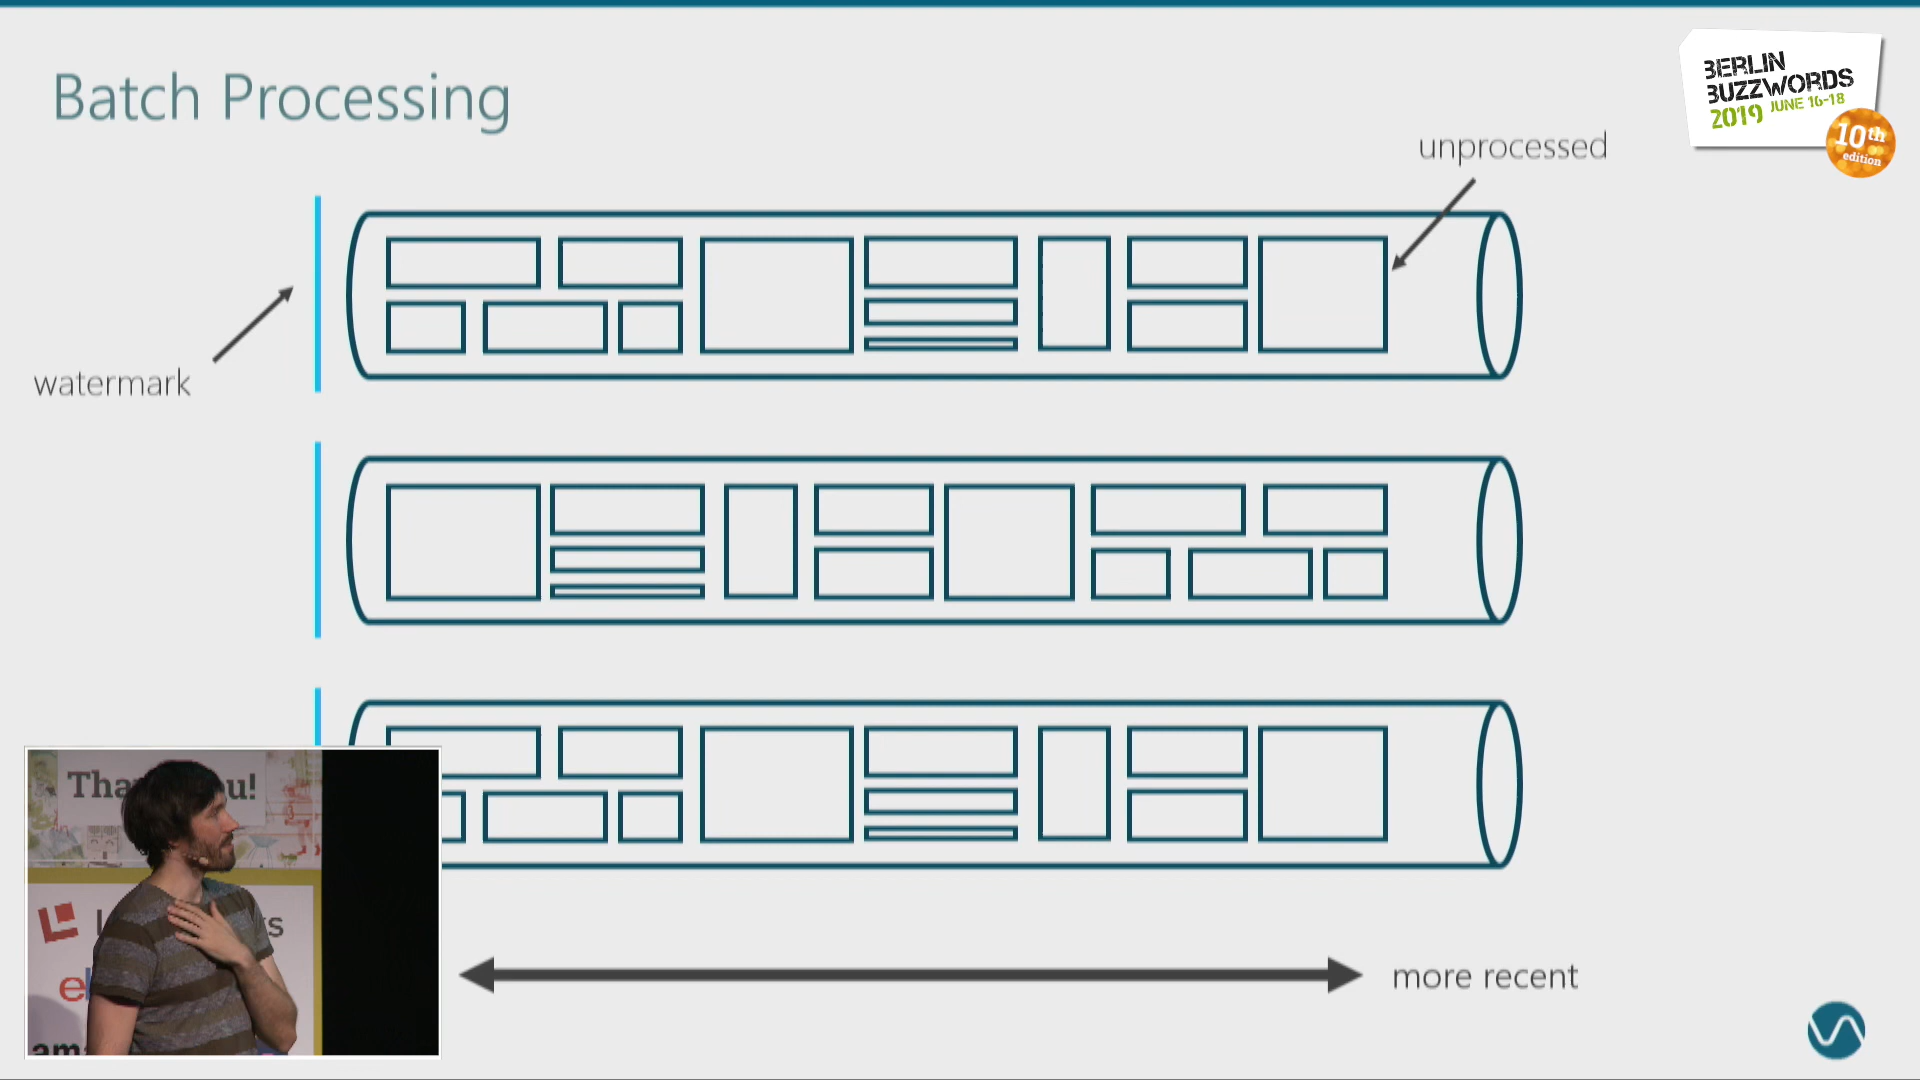 Batch Processing
BERLIN
BUZZWORDS
2019 JUNE 16-18
10th
edition
unprocessed
watermark
more recent